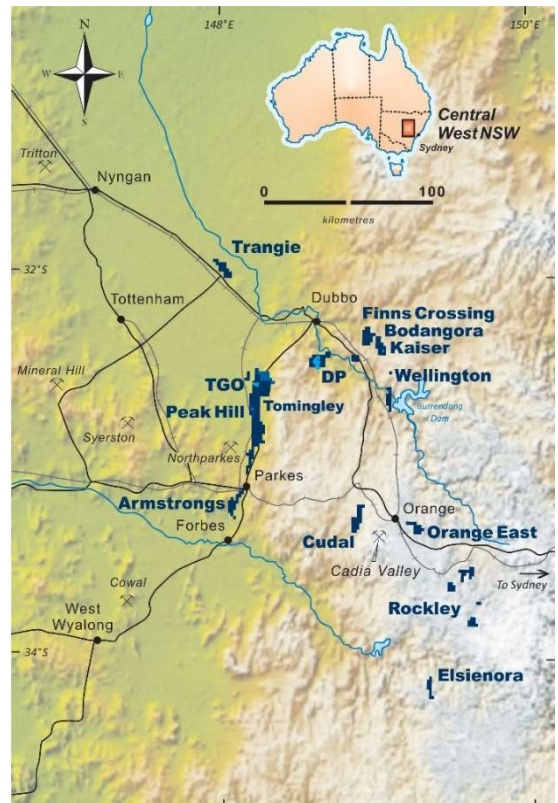 148°E
150°E
N
W
E
S
Central
West NSW
Sydney
Tritton
Nyngan
0
100
kilometres
Trangie
32°S
Tottenham
Dubbo
Finns Crossing
Bodangora
Kaiser
Mineral Hill
TGO
DP
Wellington
Peak Hill
Tomingley
Burrendong
Dam
Syerston
Northparkes
Parkes
Armstrongs
Orange
Orange East
Forbes
Cudal
Cadia Valley
To Sydney
Cowal
Rockley
West
Wyalong
34°S
Elsienora
148°E
150°E